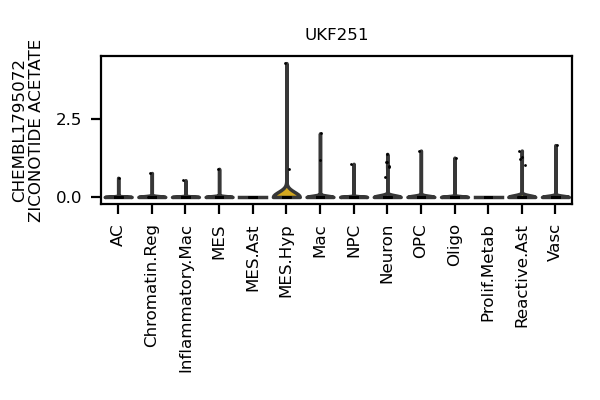 UKF251
CHEMBL1795072
ZICONOTIDE ACETATE
2.5
0.0
AC
Chromatin.Reg
Inflammatory.Mac
MES
MES.Ast
MES.Hyp
Mac
NPC
Neuron
OPC
Oligo
Prolif.Metab
Reactive.Ast
Vasc